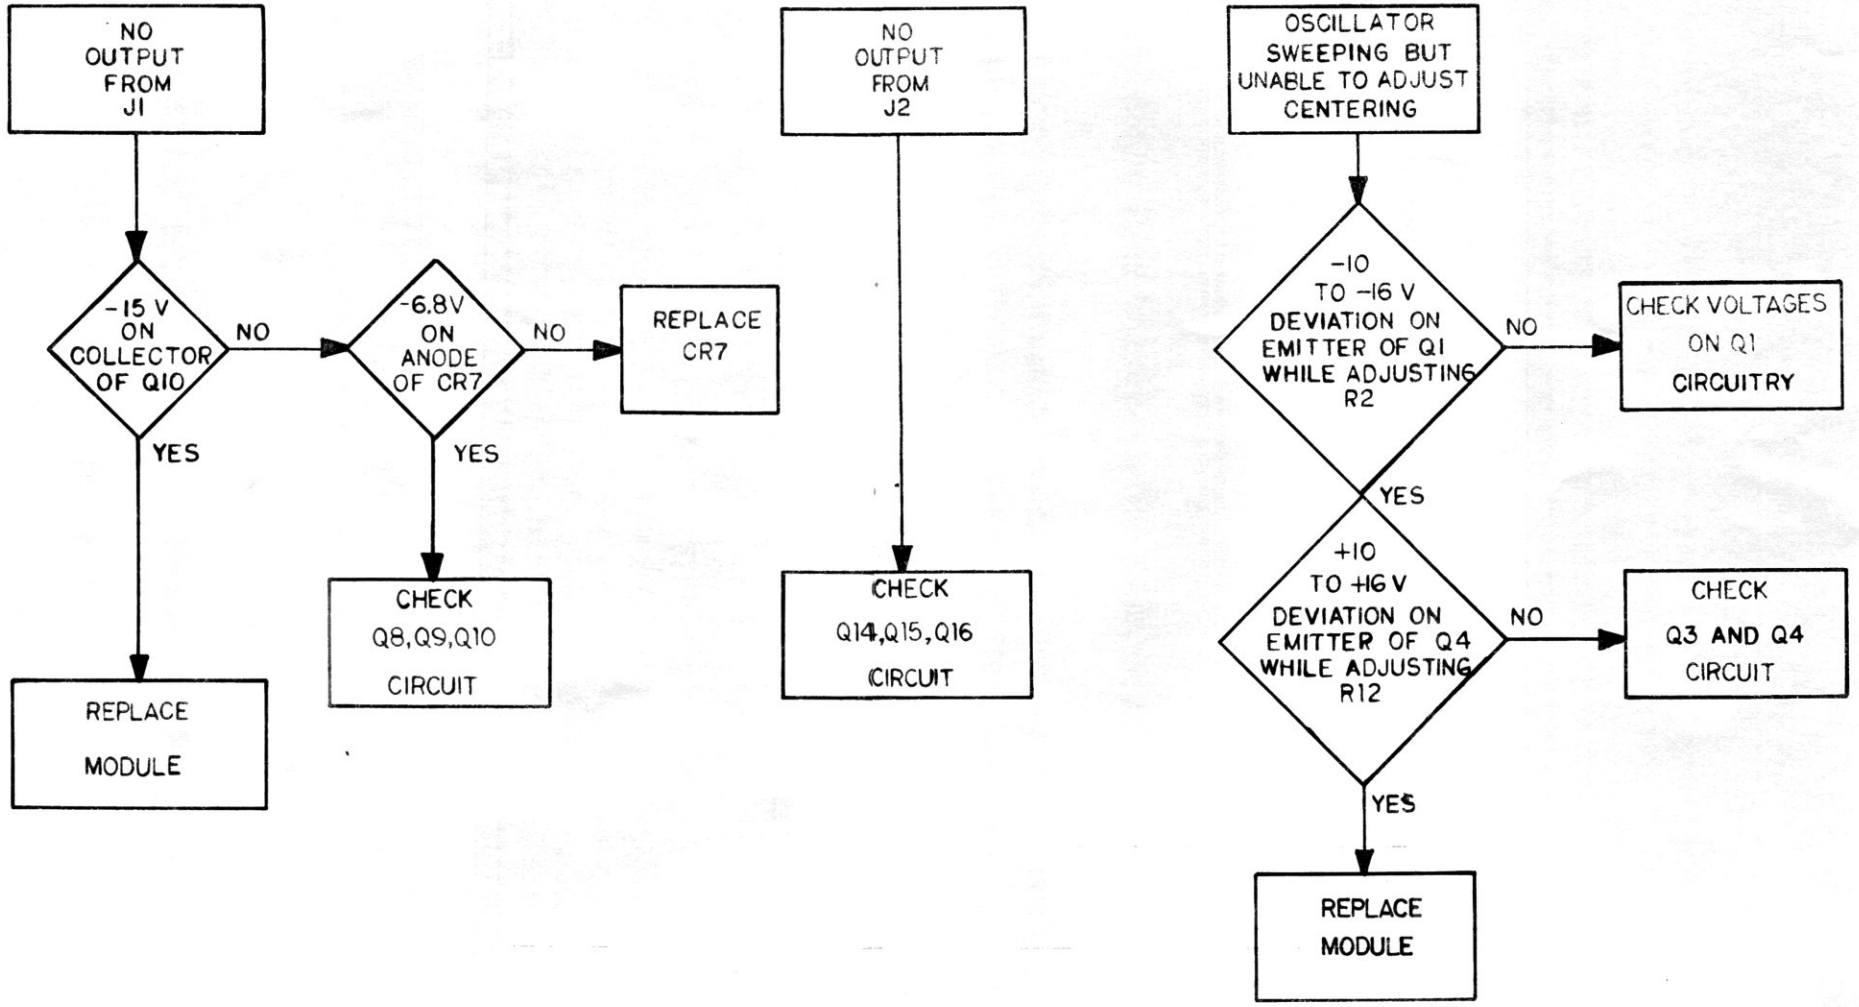 NO
OUTPUT
FROM
J1
-15 V
ON
COLLECTOR
OF Q10
NO
YES
REPLACE
MODULE
-6.8V
ON
ANODE
OF CR7
NO
YES
REPLACE
CR7
CHECK
Q8,Q9,Q10
CIRCUIT
NO
OUTPUT
FROM
J2
CHECK
Q14,Q15,Q16
CIRCUIT
OSCILLATOR
SWEEPING BUT
UNABLE TO ADJUST
CENTERING
-10
TO -16 V
DEVIATION ON
EMITTER OF Q1
WHILE ADJUSTING
R2
NO
CHECK VOLTAGES
ON Q1
CIRCUITRY
YES
+10
TO +16 V
DEVIATION ON
EMITTER OF Q4
WHILE ADJUSTING
R12
NO
CHECK
Q3 AND Q4
CIRCUIT
YES
REPLACE
MODULE